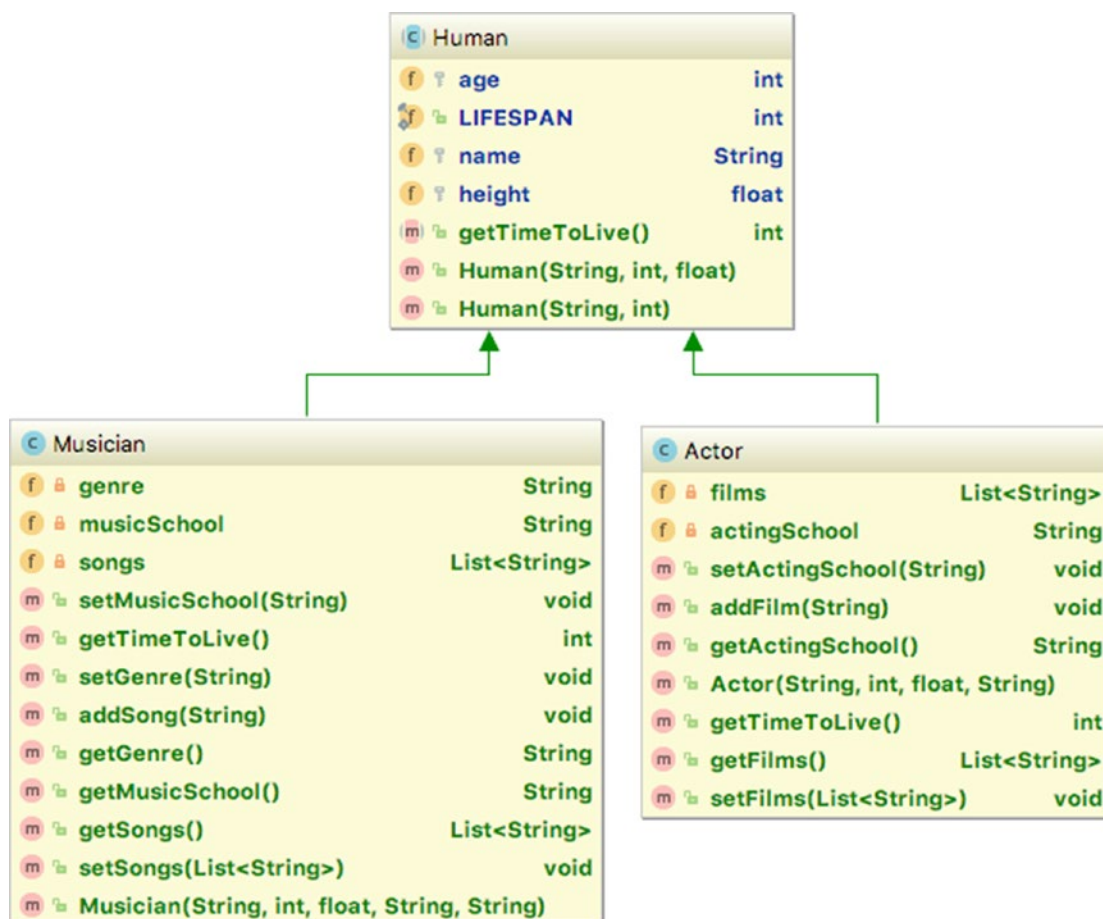 Human
age int
LIFESPAN int
name String
height float
getTimeToLive() int
Human(String, int, float)
Human(String, int)
Musician
genre String
musicSchool String
songs List<String>
setMusicSchool(String) void
getTimeToLive() int
setGenre(String) void
addSong(String) void
getGenre() String
getMusicSchool() String
getSongs() List<String>
setSongs(List<String>) void
Musician(String, int, float, String, String)
Actor
films List<String>
actingSchool String
setActingSchool(String) void
addFilm(String) void
getActingSchool() String
Actor(String, int, float, String)
getTimeToLive() int
getFilms() List<String>
setFilms(List<String>) void